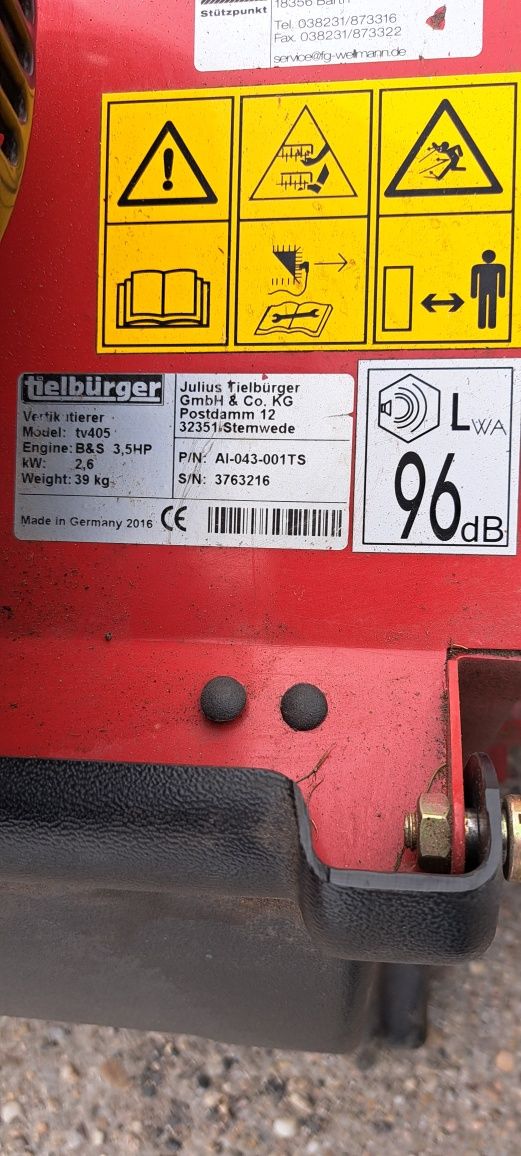 Stützpunkt
18356 Barth
Tel. 038231/873316
Fax. 038231/873322
service@fg-wellmann.de
tielbürger
Vertikutierer
Model: tv405
Engine: B&S 3,5HP
kW: 2,6
Weight: 39 kg
Julius Tielbürger
GmbH & Co. KG
Postdamm 12
32351 Stemwede
P/N: AI-043-001TS
S/N: 3763216
Made in Germany 2016 CE
LWA
96dB